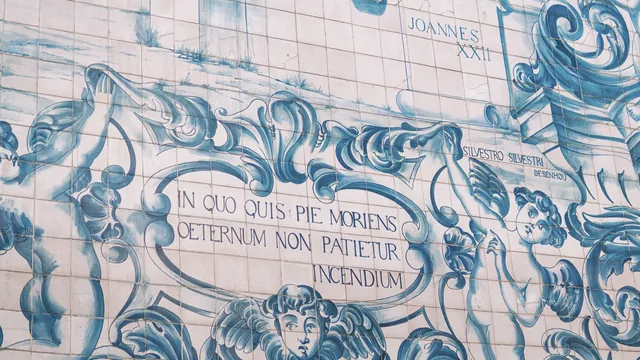 JOANNES
XXII
SILVESTRO SILVESTRI
DESENHOU
IN QUO QUIS PIE MORIENS
OETERNUM NON PATIETUR
INCENDIUM